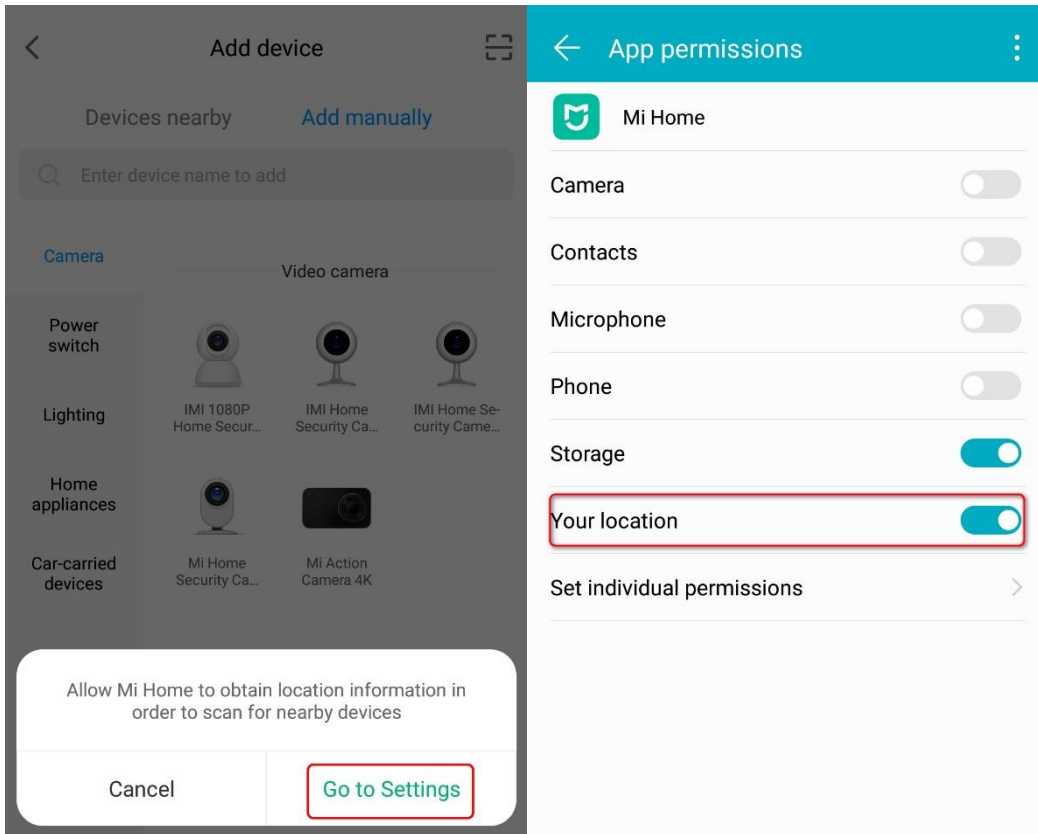 Add device
Devices nearby
Add manually
Enter device name to add
Camera
Power
switch
Lighting
Home
appliances
Car-carried
devices
Video camera
IMI 1080P
Home Secur...
IMI Home
Security Ca...
IMI Home Se-
curity Came...
Mi Home
Security Ca...
Mi Action
Camera 4K
Allow Mi Home to obtain location information in
order to scan for nearby devices
Cancel
Go to Settings
App permissions
Mi Home
Camera
Contacts
Microphone
Phone
Storage
Your location
Set individual permissions